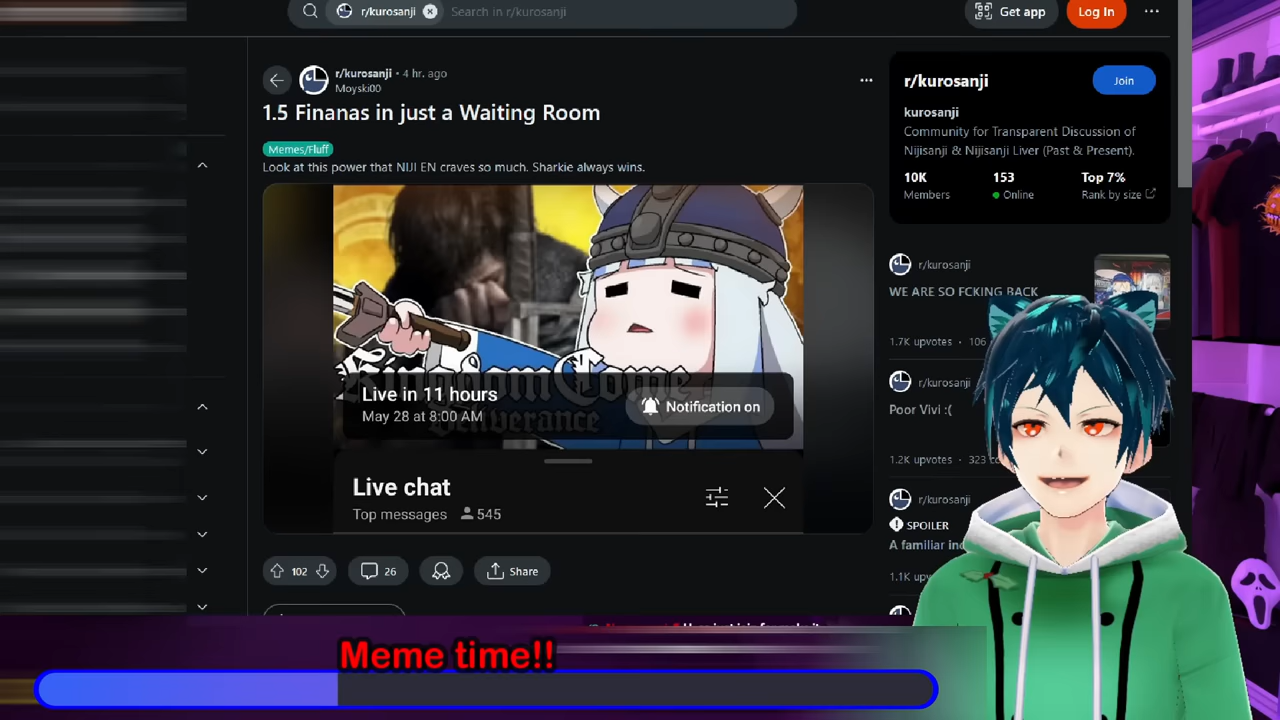 r/kurosanji
Search in r/kurosanji
Get app
Log In
r/kurosanji • 4 hr. ago
Moyski00
1.5 Finanas in just a Waiting Room
Memes/Fluff
Look at this power that NIJI EN craves so much. Sharkie always wins.
Kingdom Come
DELIVERANCE
Live in 11 hours
May 28 at 8:00 AM
Notification on
Live chat
Top messages
545
102
26
Share
r/kurosanji
Join
kurosanji
Community for Transparent Discussion of
Nijisanji & Nijisanji Liver (Past & Present).
10K
153
Top 7%
Members
Online
Rank by size
r/kurosanji
WE ARE SO FCKING BACK
1.7K upvotes • 106
r/kurosanji
Poor Vivi :(
1.2K upvotes • 323
r/kurosanji
SPOILER
A familiar
1.1K
Meme time!!